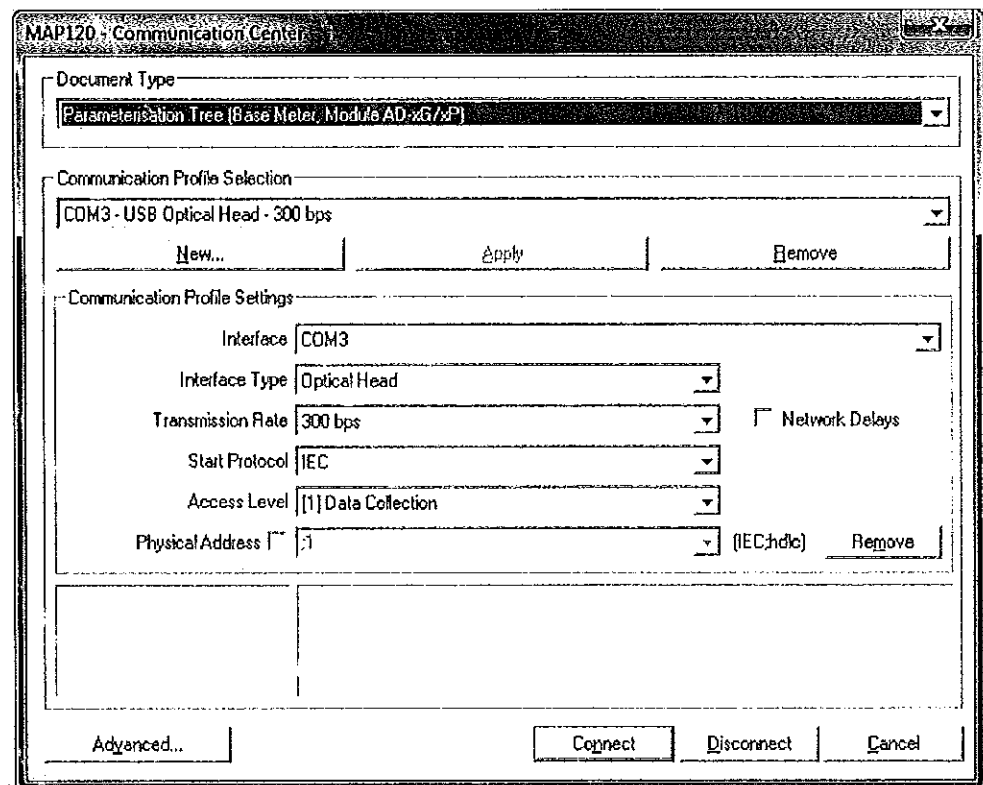 MAP120 - Communication Center
Document Type
Parameterisation Tree (Base Meter, Module AD-xG/xP)
Communication Profile Selection
COM3 - USB Optical Head - 300 bps
New... Apply Remove
Communication Profile Settings
Interface COM3
Interface Type Optical Head
Transmission Rate 300 bps Network Delays
Start Protocol IEC
Access Level [1] Data Collection
Physical Address ;1 (IEC;hdlc) Remove
Advanced... Connect Disconnect Cancel